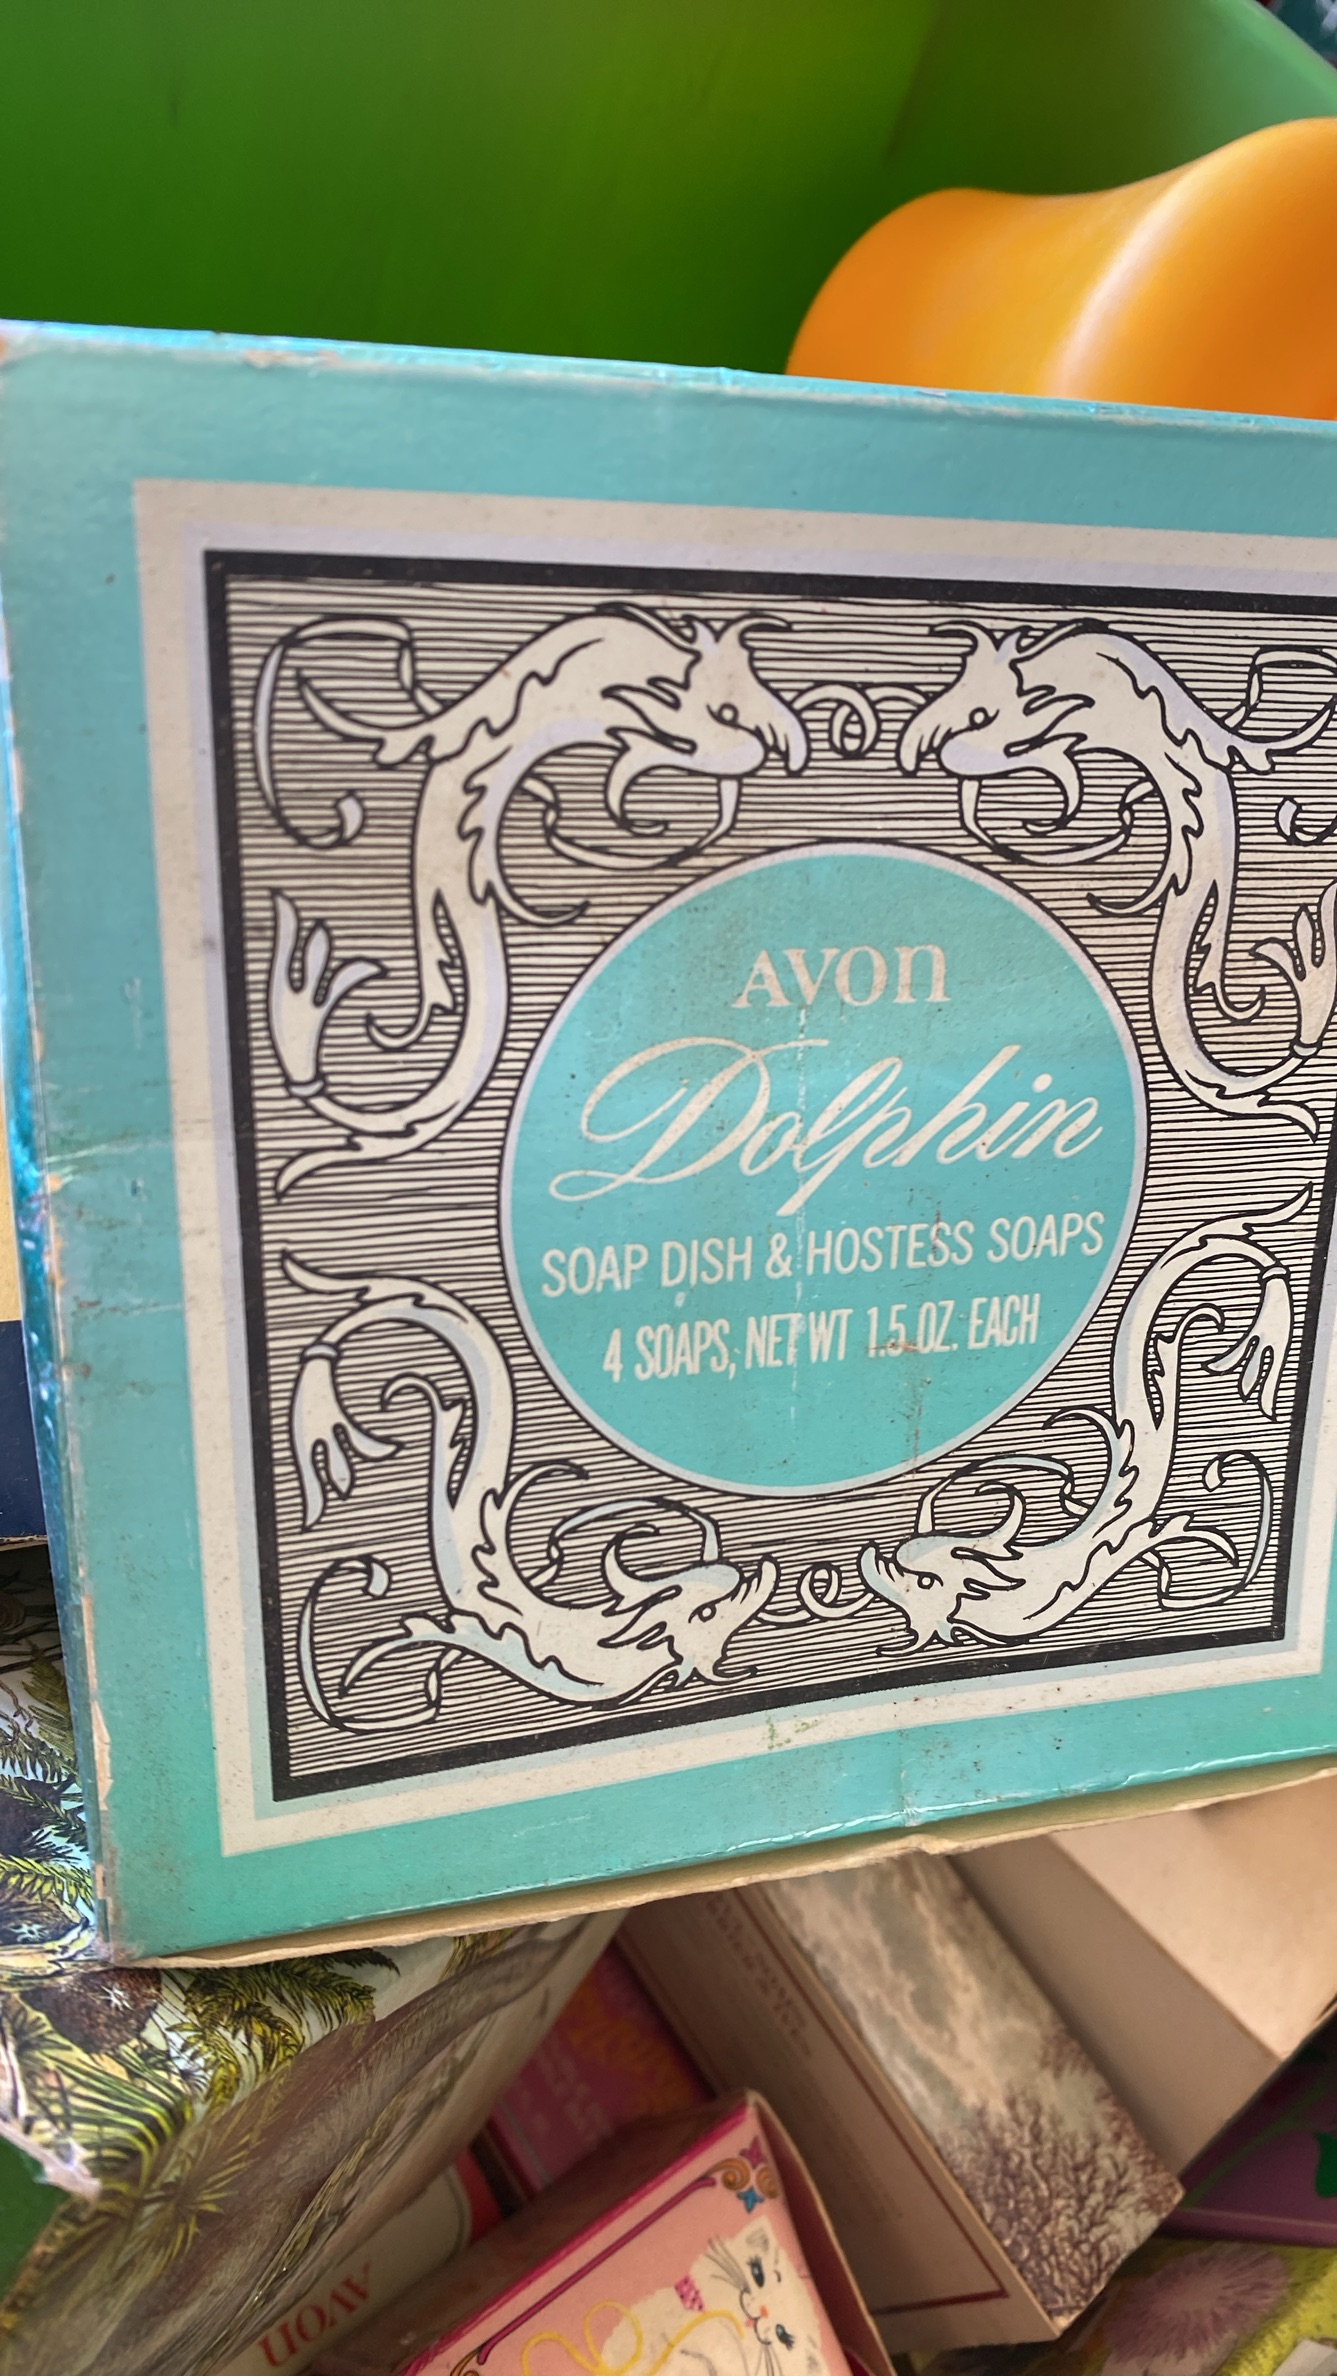 AVON
Dolphin
SOAP DISH & HOSTESS SOAPS
4 SOAPS, NET WT 1.5 OZ. EACH
AVON